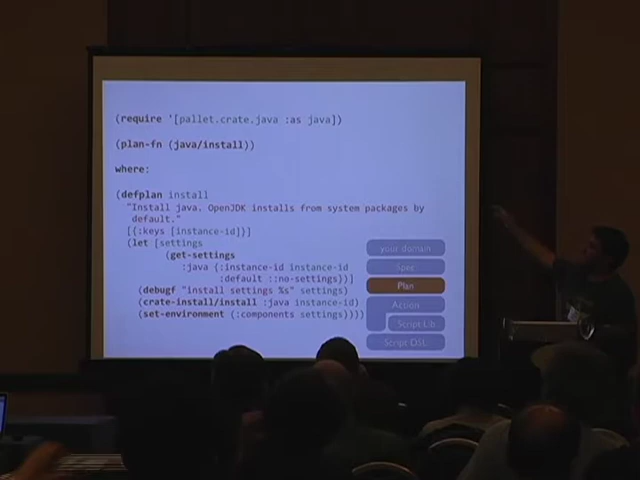 (require '[pallet.crate.java :as java])
(plan-fn (java/install))
where:
(defplan install
"Install java. OpenJDK installs from system packages by
default."
[{:keys [instance-id]}]
(let [settings
(get-settings
:java {:instance-id instance-id
:default ::no-settings})]
(debugf "install settings %s" settings)
(crate-install/install :java instance-id)
(set-environment (:components settings))))
your domain
Spec
Plan
Action
Script Lib
Script DSL